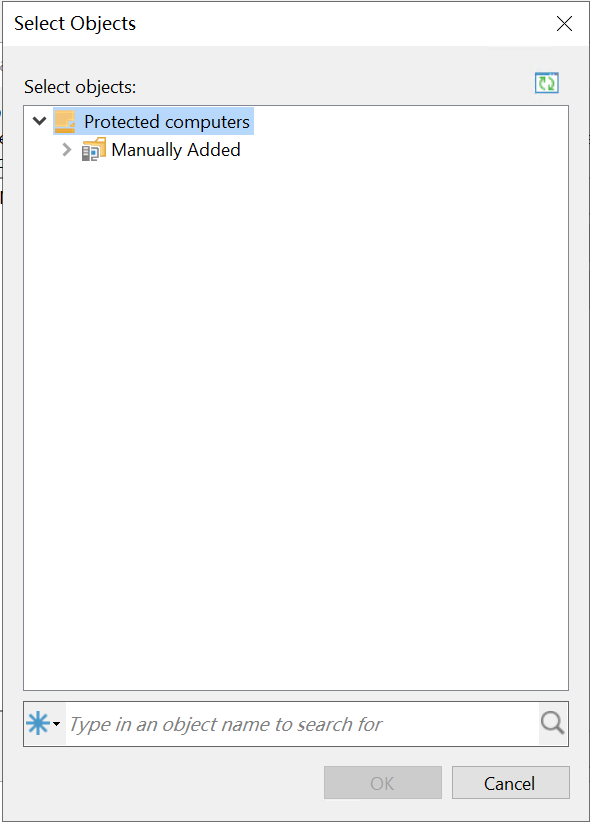 Select Objects
Select objects:
Protected computers
Manually Added
Type in an object name to search for
OK
Cancel